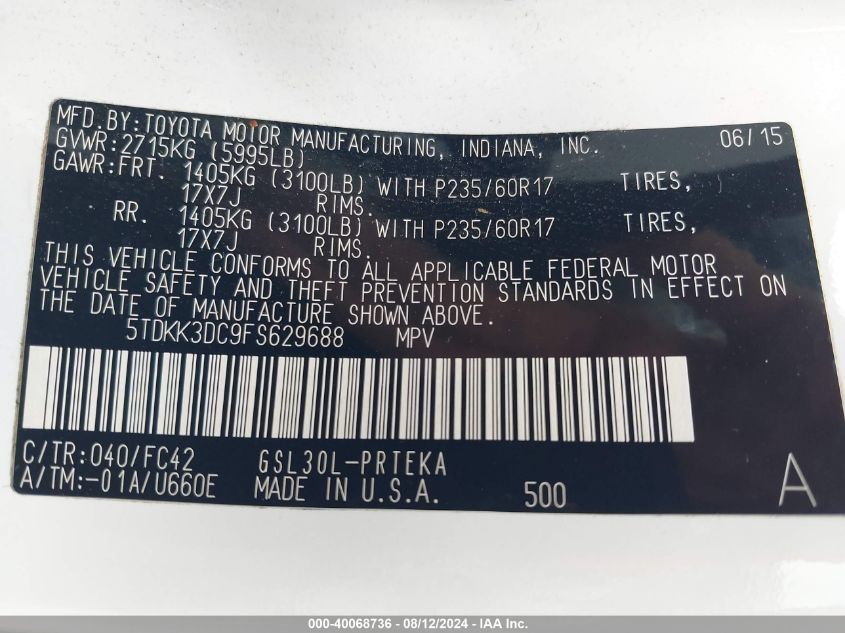 MFD. BY: TOYOTA MOTOR MANUFACTURING, INDIANA, INC. 06/15
GVWR: 2715KG (5995LB)
GAWR: FRT. 1405KG (3100LB) WITH P235/60R17 TIRES,
17X7J RIMS.
RR. 1405KG (3100LB) WITH P235/60R17 TIRES,
17X7J RIMS.
THIS VEHICLE CONFORMS TO ALL APPLICABLE FEDERAL MOTOR
VEHICLE SAFETY AND THEFT PREVENTION STANDARDS IN EFFECT ON
THE DATE OF MANUFACTURE SHOWN ABOVE.
5TDKK3DC9FS629688 MPV
C/TR: 040/FC42 GSL30L-PRTEKA
A/TM:-01A/U660E MADE IN U.S.A. 500 A
000-40068736 - 08/12/2024 - IAA Inc.